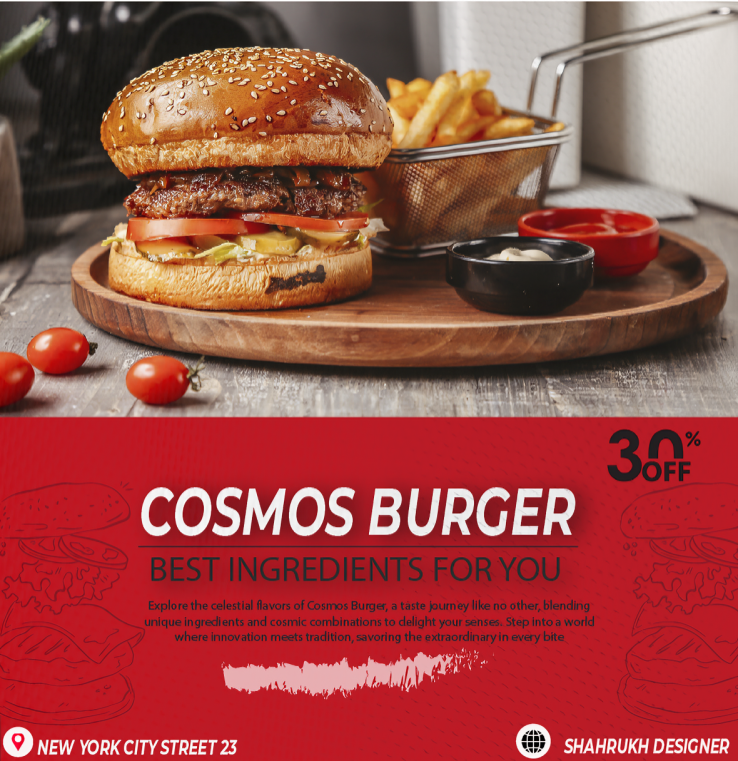 30%
OFF
COSMOS BURGER
BEST INGREDIENTS FOR YOU
Explore the celestial flavors of Cosmos Burger, a taste journey like no other, blending
unique ingredients and cosmic combinations to delight your senses. Step into a world
where innovation meets tradition, savoring the extraordinary in every bite
NEW YORK CITY STREET 23
SHAHRUKH DESIGNER